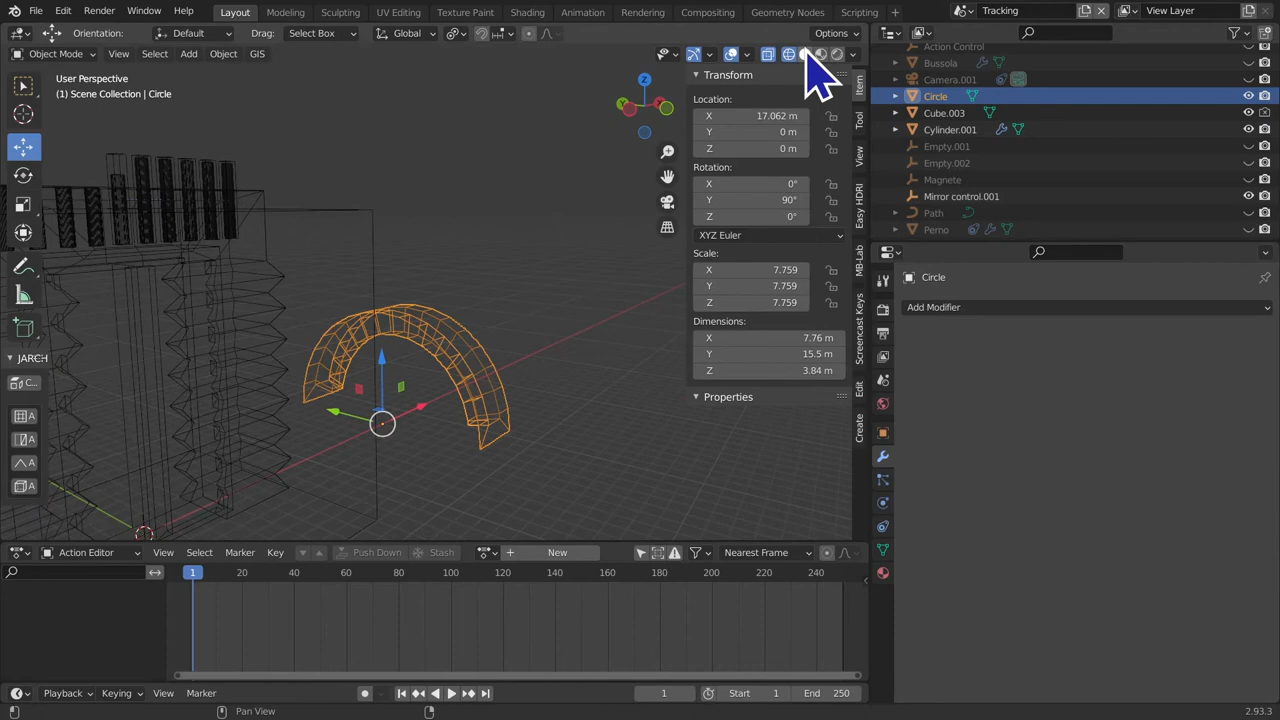 File Edit Render Window Help Layout Modeling Sculpting UV Editing Texture Paint Shading Animation Rendering Compositing Geometry Nodes Scripting + Tracking View Layer
Orientation: Default Drag: Select Box Global Options
Object Mode View Select Add Object GIS
User Perspective
(1) Scene Collection | Circle
Z
Transform
Location:
X 17.062 m
Y 0 m
Z 0 m
Rotation:
X 0°
Y 90°
Z 0°
XYZ Euler
Scale:
X 7.759
Y 7.759
Z 7.759
Dimensions:
X 7.76 m
Y 15.5 m
Z 3.84 m
Properties
Item
Tool
View
Easy HDRI
MB-Lab
Screencast Keys
Edit
Create
JARCH
C...
A
A
A
A
Action Control
Bussola
Camera.001
Circle
Cube.003
Cylinder.001
Empty.001
Empty.002
Magnete
Mirror control.001
Path
Perno
Circle
Add Modifier
Action Editor View Select Marker Key Push Down Stash + New Nearest Frame
1 20 40 60 80 100 120 140 160 180 200 220 240
Playback Keying View Marker 1 Start 1 End 250
Pan View 2.93.3